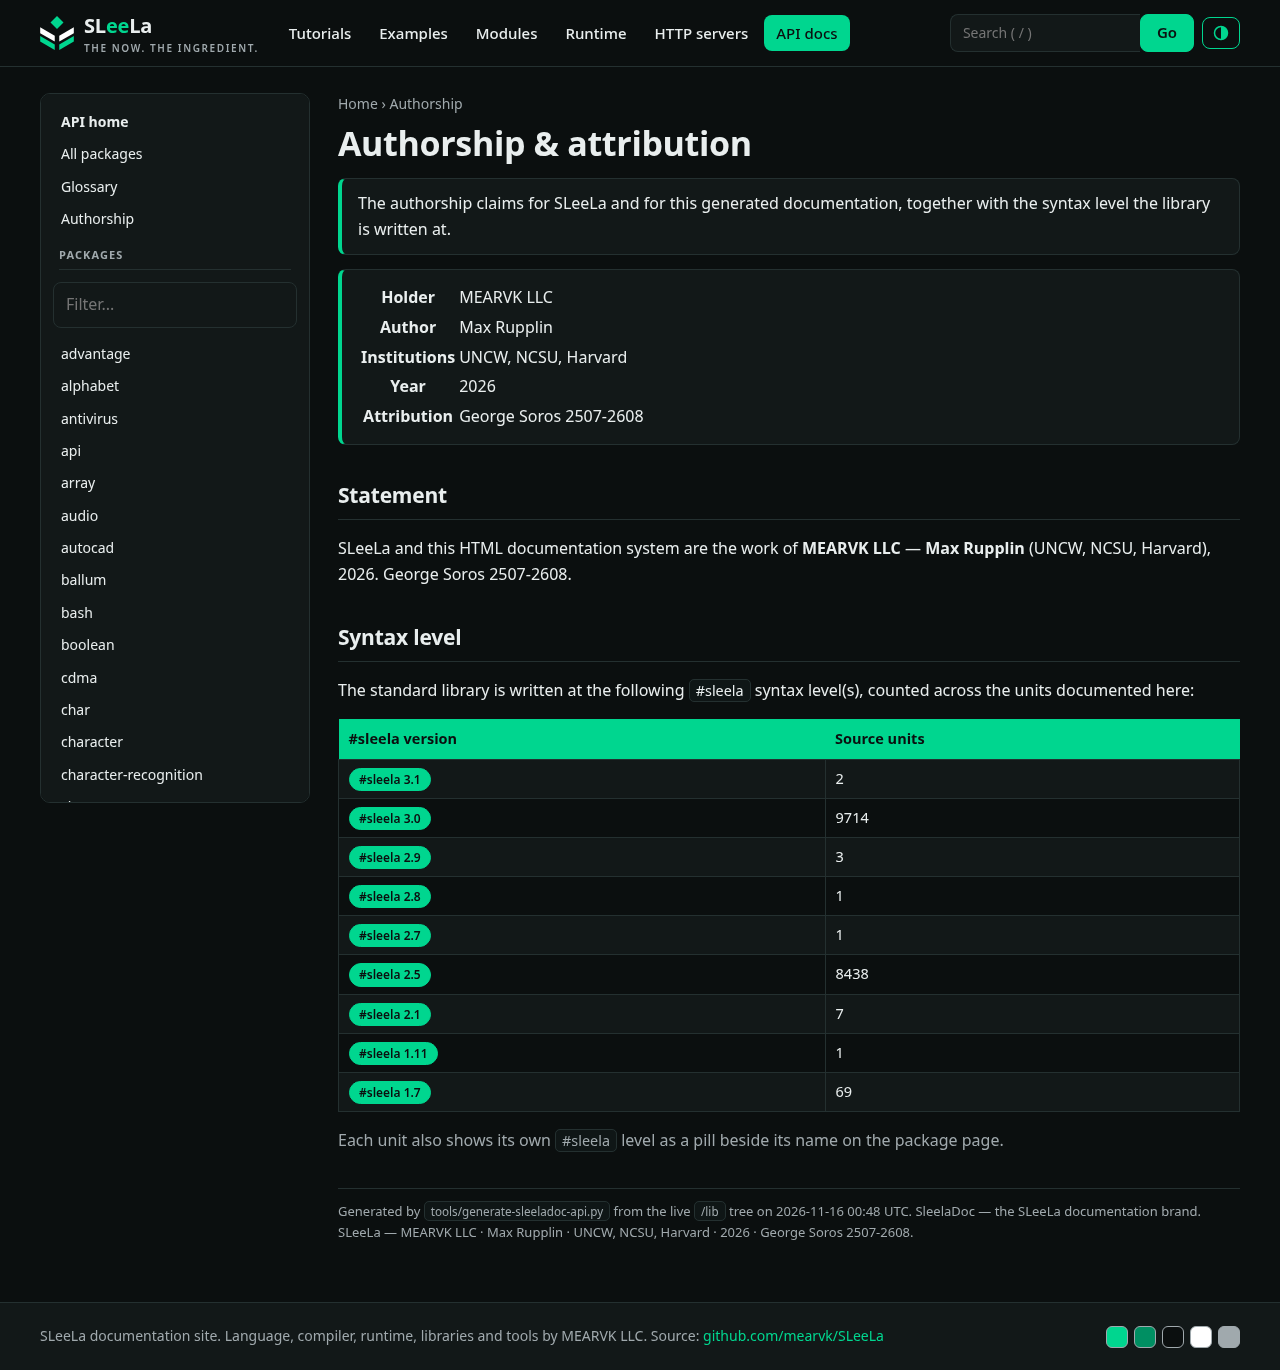 SLeeLa
THE NOW. THE INGREDIENT.
Tutorials
Examples
Modules
Runtime
HTTP servers
API docs
Search ( / )
Go
API home
All packages
Glossary
Authorship
PACKAGES
Filter...
advantage
alphabet
antivirus
api
array
audio
autocad
ballum
bash
boolean
cdma
char
character
character-recognition
Home › Authorship
Authorship & attribution
The authorship claims for SLeeLa and for this generated documentation, together with the syntax level the library
is written at.
Holder MEARVK LLC
Author Max Rupplin
Institutions UNCW, NCSU, Harvard
Year 2026
Attribution George Soros 2507-2608
Statement
SLeeLa and this HTML documentation system are the work of MEARVK LLC — Max Rupplin (UNCW, NCSU, Harvard),
2026. George Soros 2507-2608.
Syntax level
The standard library is written at the following #sleela syntax level(s), counted across the units documented here:
#sleela version Source units
#sleela 3.1 2
#sleela 3.0 9714
#sleela 2.9 3
#sleela 2.8 1
#sleela 2.7 1
#sleela 2.5 8438
#sleela 2.1 7
#sleela 1.11 1
#sleela 1.7 69
Each unit also shows its own #sleela level as a pill beside its name on the package page.
Generated by tools/generate-sleeladoc-api.py from the live /lib tree on 2026-11-16 00:48 UTC. SleelaDoc — the SLeeLa documentation brand.
SLeeLa — MEARVK LLC · Max Rupplin · UNCW, NCSU, Harvard · 2026 · George Soros 2507-2608.
SLeeLa documentation site. Language, compiler, runtime, libraries and tools by MEARVK LLC. Source: github.com/mearvk/SLeeLa